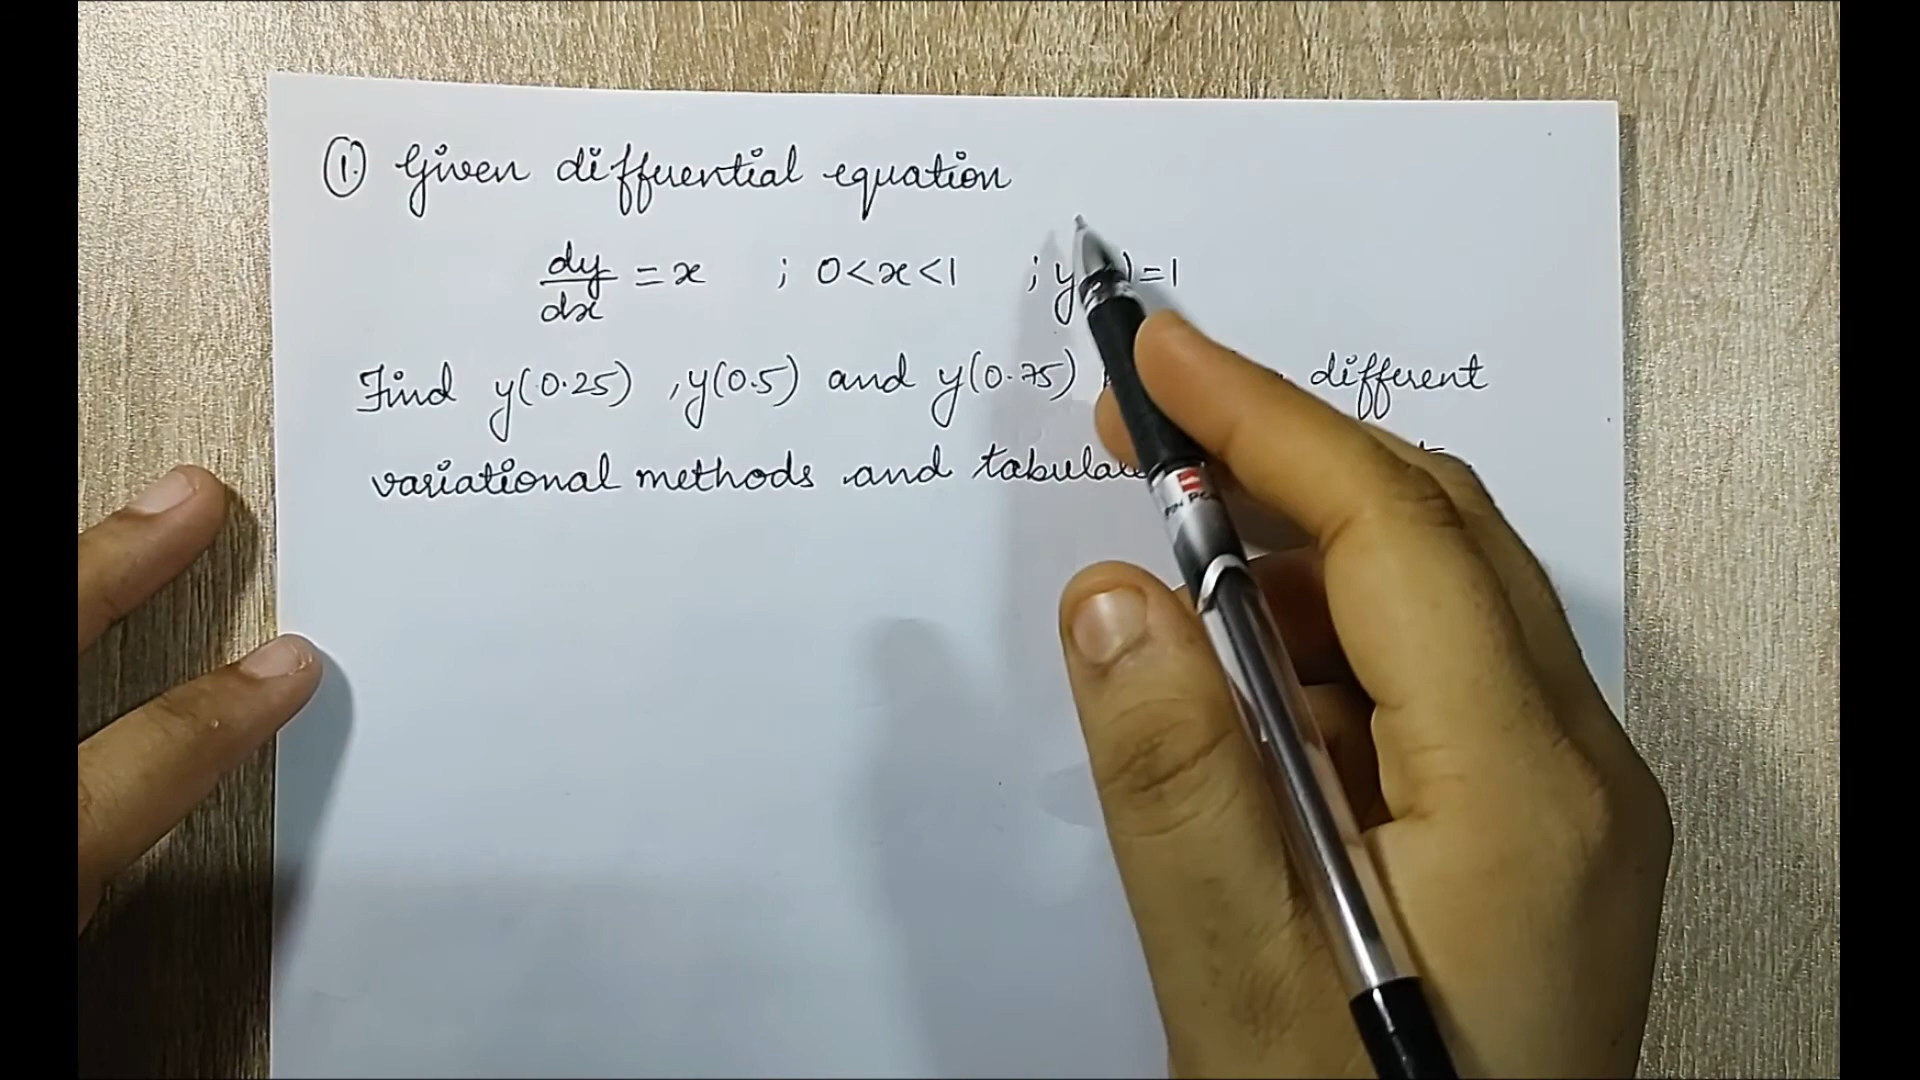 1. Given differential equation
dy/dx = x ; 0<x<1 ; y( )=1
Find y(0.25) , y(0.5) and y(0.75) different
variational methods and